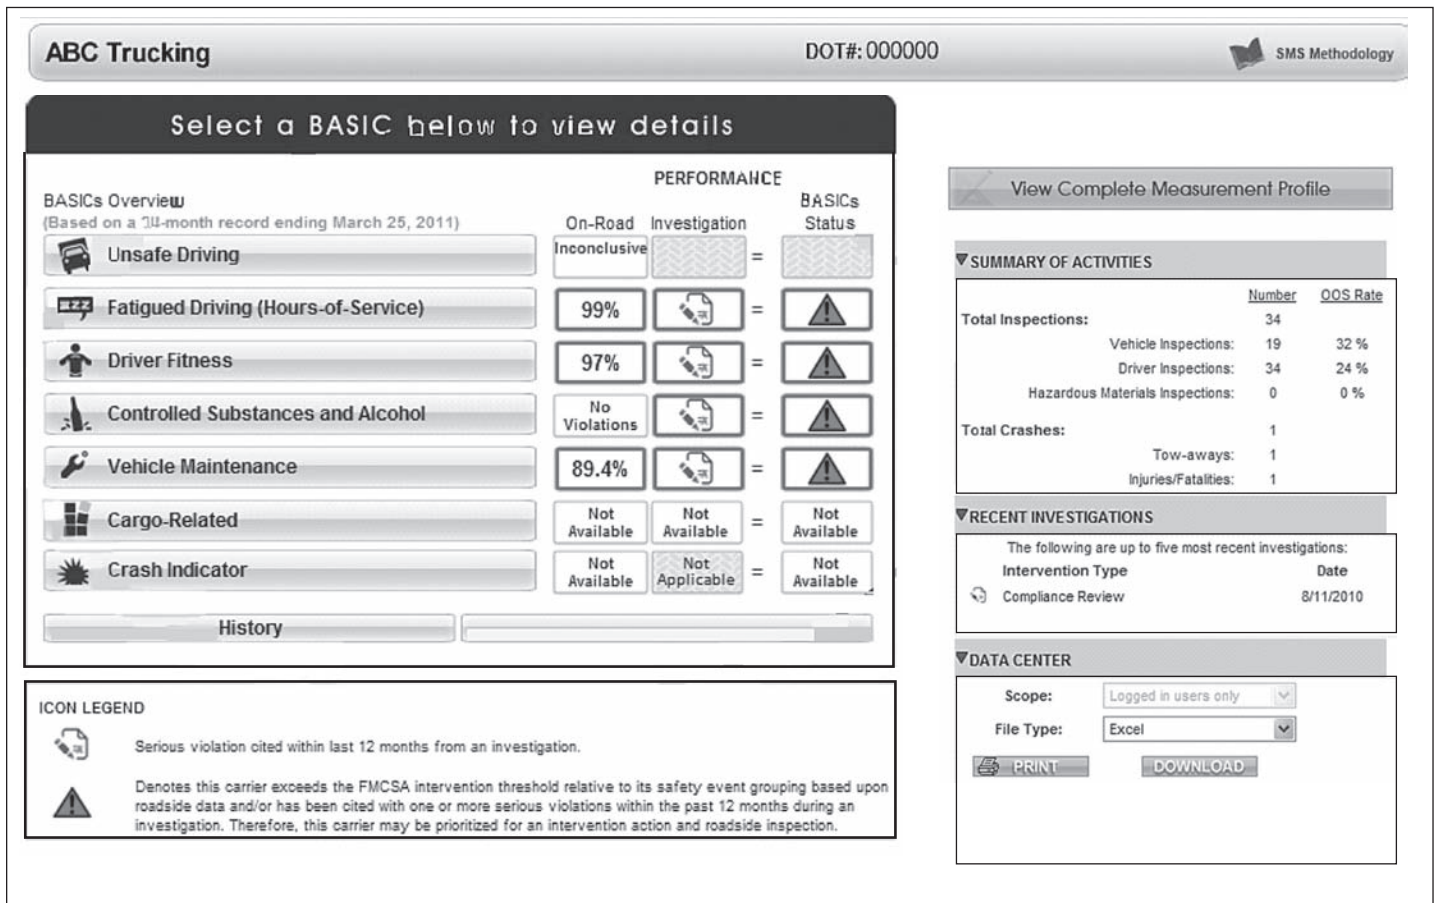 ABC Trucking
DOT#: 000000
SMS Methodology
Select a BASIC below to view details
PERFORMANCE
BASICs Overview
BASICs
(Based on a 24-month record ending March 25, 2011)
On-Road
Investigation
Status
Unsafe Driving
Inconclusive
=
Fatigued Driving (Hours-of-Service)
99%
=
Driver Fitness
97%
=
Controlled Substances and Alcohol
No
Violations
=
Vehicle Maintenance
89.4%
=
Cargo-Related
Not
Available
Not
Available
=
Not
Available
Crash Indicator
Not
Available
Not
Applicable
=
Not
Available
History
ICON LEGEND
Serious violation cited within last 12 months from an investigation.
Denotes this carrier exceeds the FMCSA intervention threshold relative to its safety event grouping based upon
roadside data and/or has been cited with one or more serious violations within the past 12 months during an
investigation. Therefore, this carrier may be prioritized for an intervention action and roadside inspection.
View Complete Measurement Profile
SUMMARY OF ACTIVITIES
Number OOS Rate
Total Inspections: 34
Vehicle Inspections: 19 32 %
Driver Inspections: 34 24 %
Hazardous Materials Inspections: 0 0 %
Total Crashes: 1
Tow-aways: 1
Injuries/Fatalities: 1
RECENT INVESTIGATIONS
The following are up to five most recent investigations:
Intervention Type Date
Compliance Review 8/11/2010
DATA CENTER
Scope: Logged in users only
File Type: Excel
PRINT DOWNLOAD